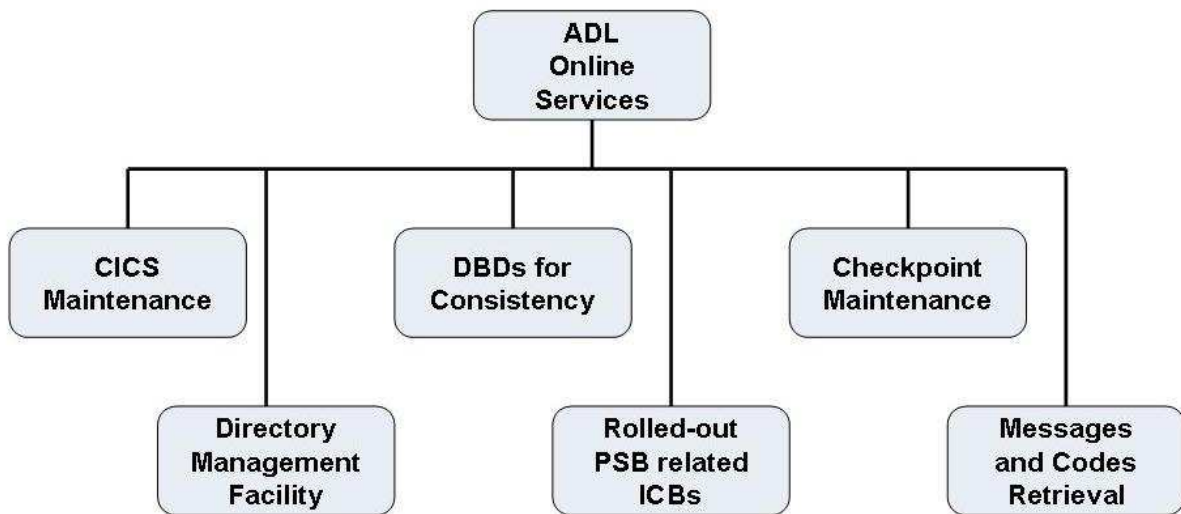 ADL
Online
Services
CICS
Maintenance
DBDs for
Consistency
Checkpoint
Maintenance
Directory
Management
Facility
Rolled-out
PSB related
ICBs
Messages
and Codes
Retrieval